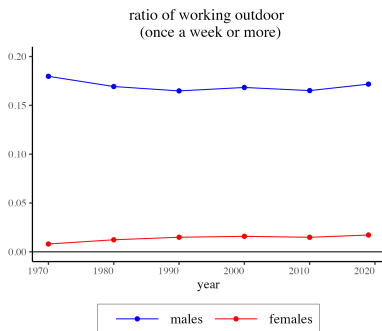 ratio of working outdoor
(once a week or more)
0.20
0.15
0.10
0.05
0.00
1970 1980 1990 2000 2010 2020
year
males females